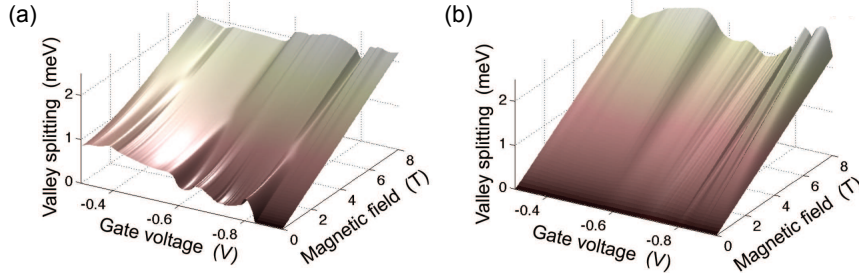 (a)
Valley splitting (meV)
2
1
0
-0.4
-0.6
-0.8
Gate voltage (V)
0
2
4
6
8
Magnetic field (T)
(b)
Valley splitting (meV)
2
1
0
-0.4
-0.6
-0.8
Gate voltage (V)
0
2
4
6
8
Magnetic field (T)